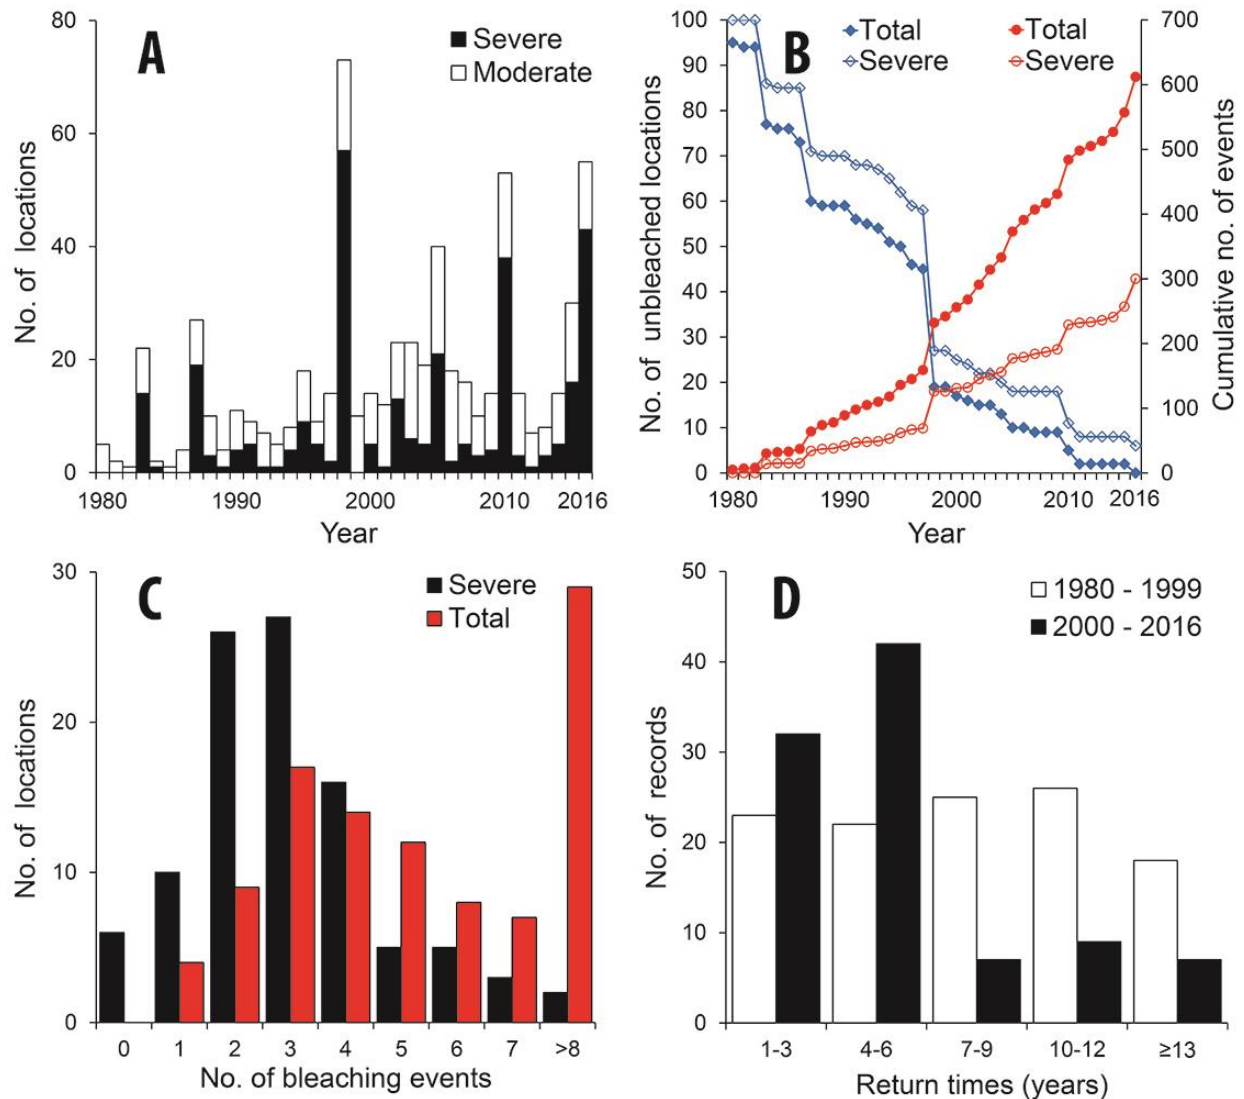 A
Severe
Moderate
No. of locations
80
60
40
20
0
1980 1990 2000 2010 2016
Year
B
Total Total
Severe Severe
No. of unbleached locations
100
90
80
70
60
50
40
30
20
10
0
Cumulative no. of events
700
600
500
400
300
200
100
0
1980 1990 2000 2010 2016
Year
C
Severe
Total
No. of locations
30
20
10
0
0 1 2 3 4 5 6 7 >8
No. of bleaching events
D
1980 - 1999
2000 - 2016
No. of records
50
40
30
20
10
0
1-3 4-6 7-9 10-12 ≥13
Return times (years)